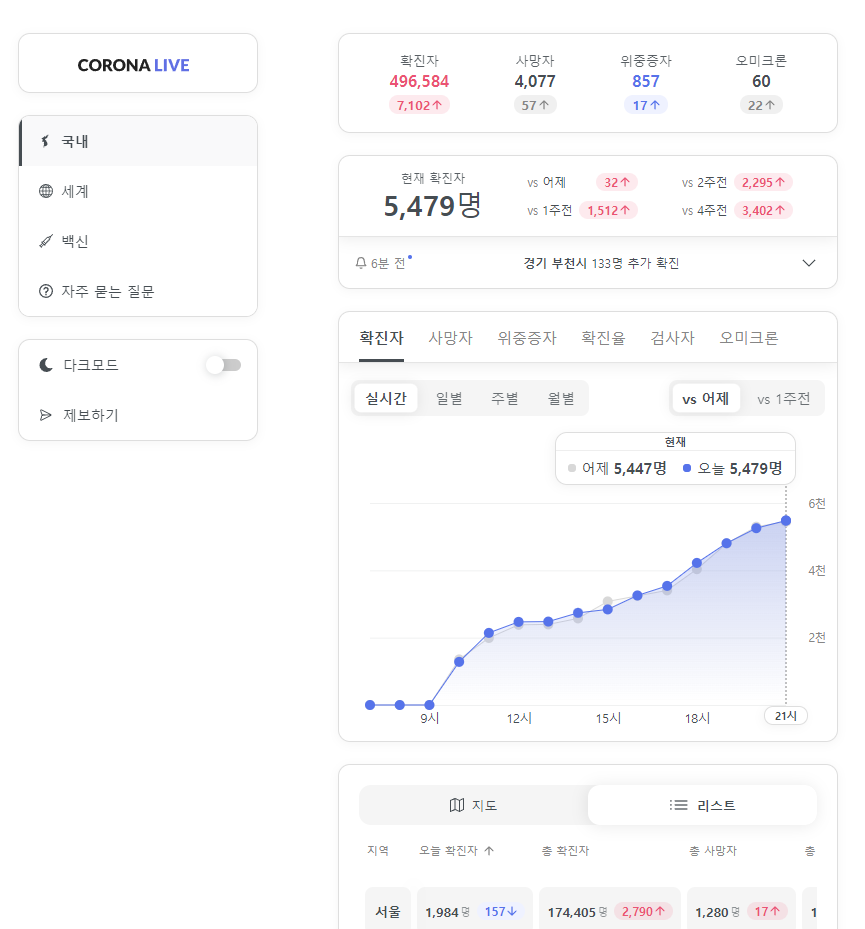 CORONA LIVE
국내
세계
백신
자주 묻는 질문
다크모드
제보하기
확진자 사망자 위중증자 오미크론
496,584 4,077 857 60
7,102↑ 57↑ 17↑ 22↑
현재 확진자
5,479명
vs 어제 32↑ vs 2주전 2,295↑
vs 1주전 1,512↑ vs 4주전 3,402↑
6분 전 경기 부천시 133명 추가 확진
확진자 사망자 위중증자 확진율 검사자 오미크론
실시간 일별 주별 월별 vs 어제 vs 1주전
현재
어제 5,447명 오늘 5,479명
6천
4천
2천
9시 12시 15시 18시 21시
지도 리스트
지역 오늘 확진자 ↑ 총 확진자 총 사망자 총
서울 1,984명 157↓ 174,405명 2,790↑ 1,280명 17↑ 1